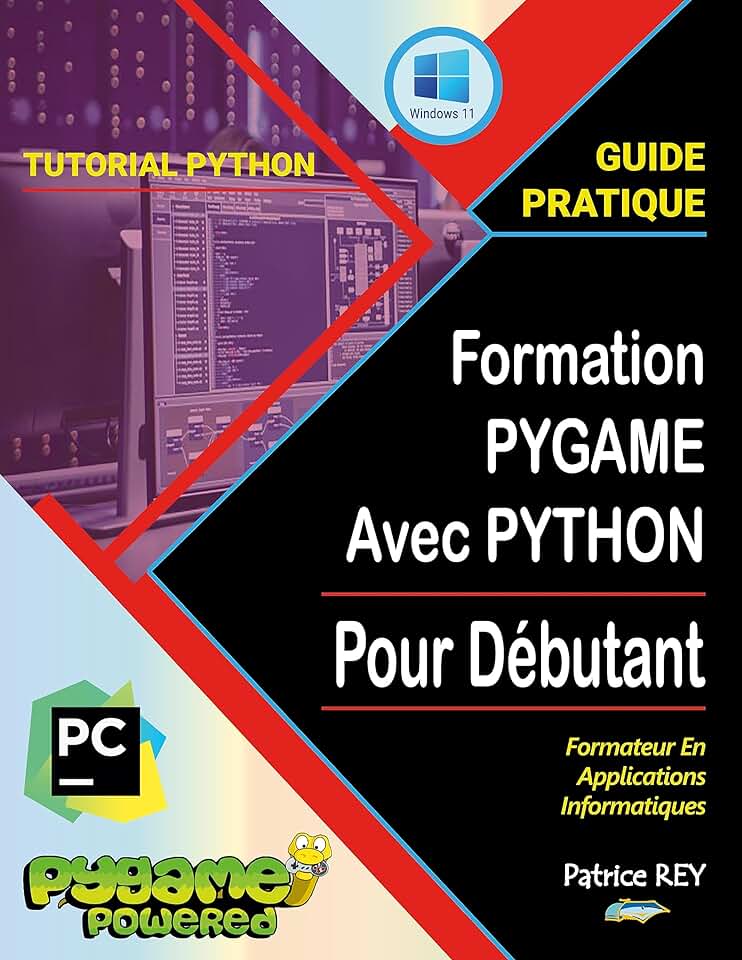 Windows 11
TUTORIAL PYTHON
GUIDE
PRATIQUE
Formation
PYGAME
Avec PYTHON
Pour Débutant
Formateur En
Applications
Informatiques
PC
pygame
powered
Patrice REY